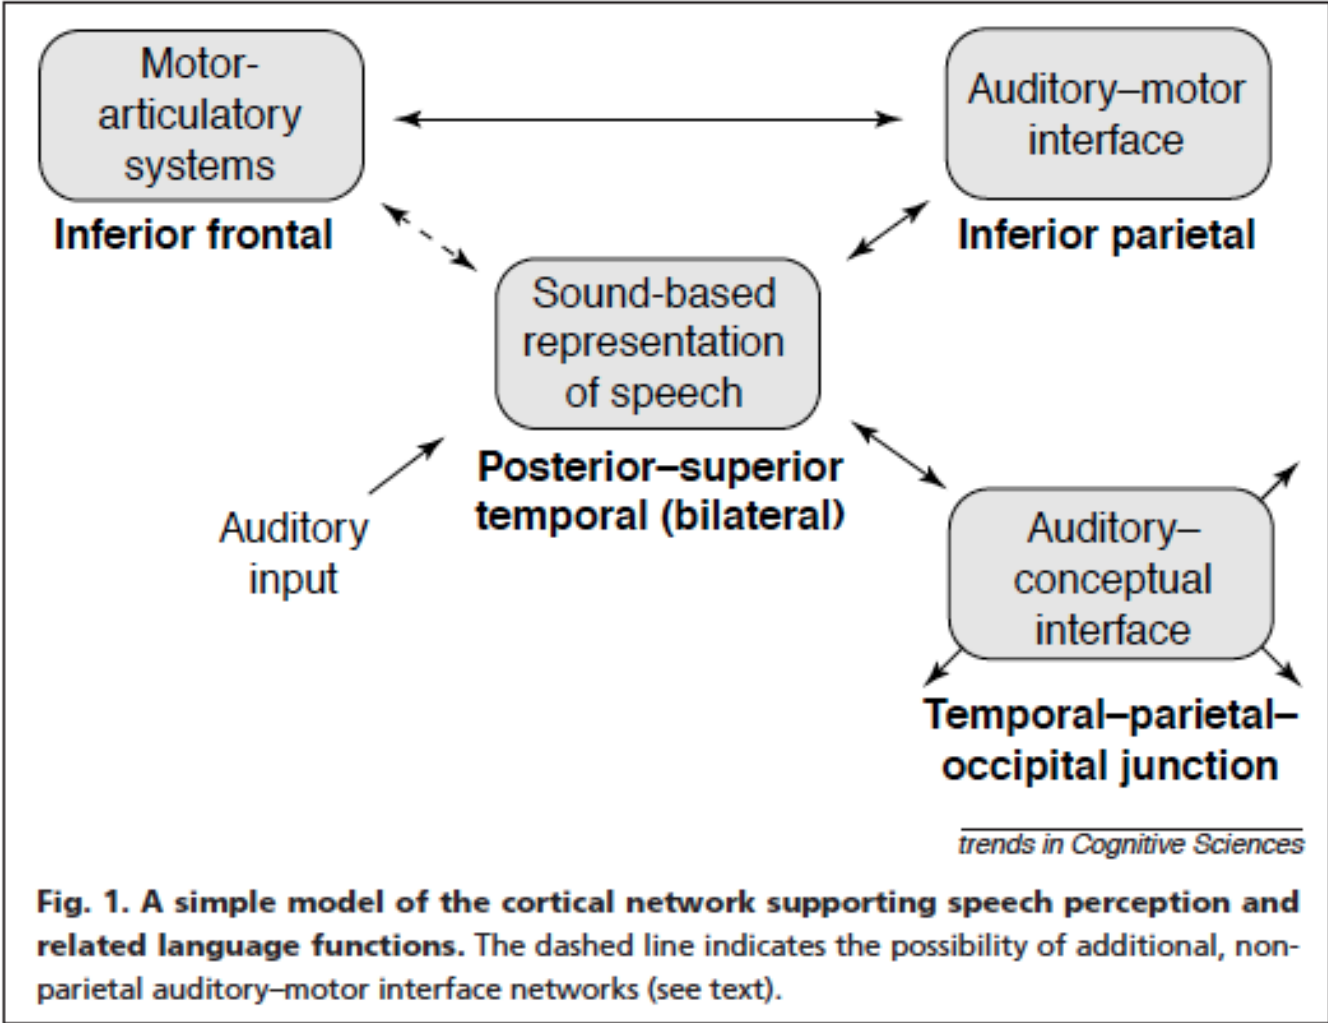 Motor-
articulatory
systems
Inferior frontal
Auditory–motor
interface
Inferior parietal
Sound-based
representation
of speech
Posterior–superior
temporal (bilateral)
Auditory
input
Auditory–
conceptual
interface
Temporal–parietal–
occipital junction
trends in Cognitive Sciences
Fig. 1. A simple model of the cortical network supporting speech perception and
related language functions. The dashed line indicates the possibility of additional, non-
parietal auditory–motor interface networks (see text).